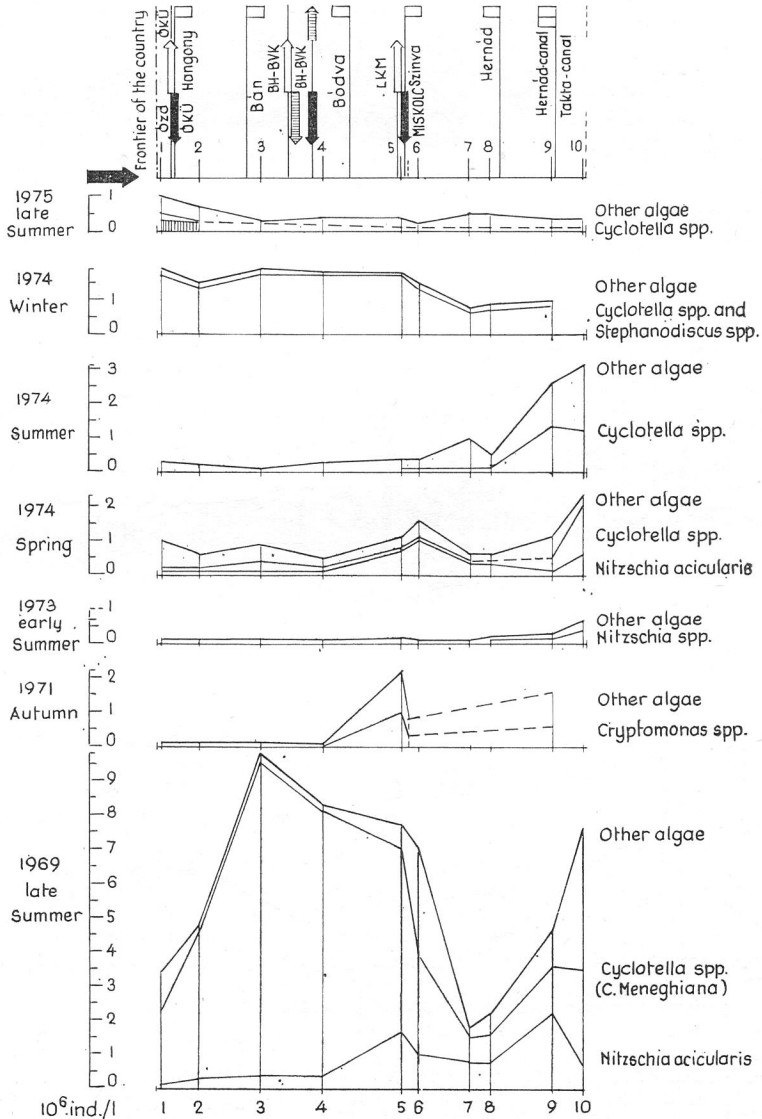 Frontier of the country
Ózd
ÓKÜ
ÓKÜ
Hangony
Bán
BH-BVK
BH-BVK
Bódva
LKM
MISKOLC
Szinva
Hernád
Hernád-canal
Takta-canal
1 2 3 4 5 6 7 8 9 10
1975
late
Summer
1
0
Other algae
Cyclotella spp.
1974
Winter
1
0
Other algae
Cyclotella spp. and
Stephanodiscus spp.
1974
Summer
3
2
1
0
Other algae
Cyclotella spp.
1974
Spring
2
1
0
Other algae
Cyclotella spp.
Nitzschia acicularis
1973
early
Summer
1
0
Other algae
Nitzschia spp.
1971
Autumn
2
1
0
Other algae
Cryptomonas spp.
1969
late
Summer
9
8
7
6
5
4
3
2
1
0
Other algae
Cyclotella spp.
(C. Meneghiana)
Nitzschia acicularis
10⁶ind./l 1 2 3 4 5 6 7 8 9 10